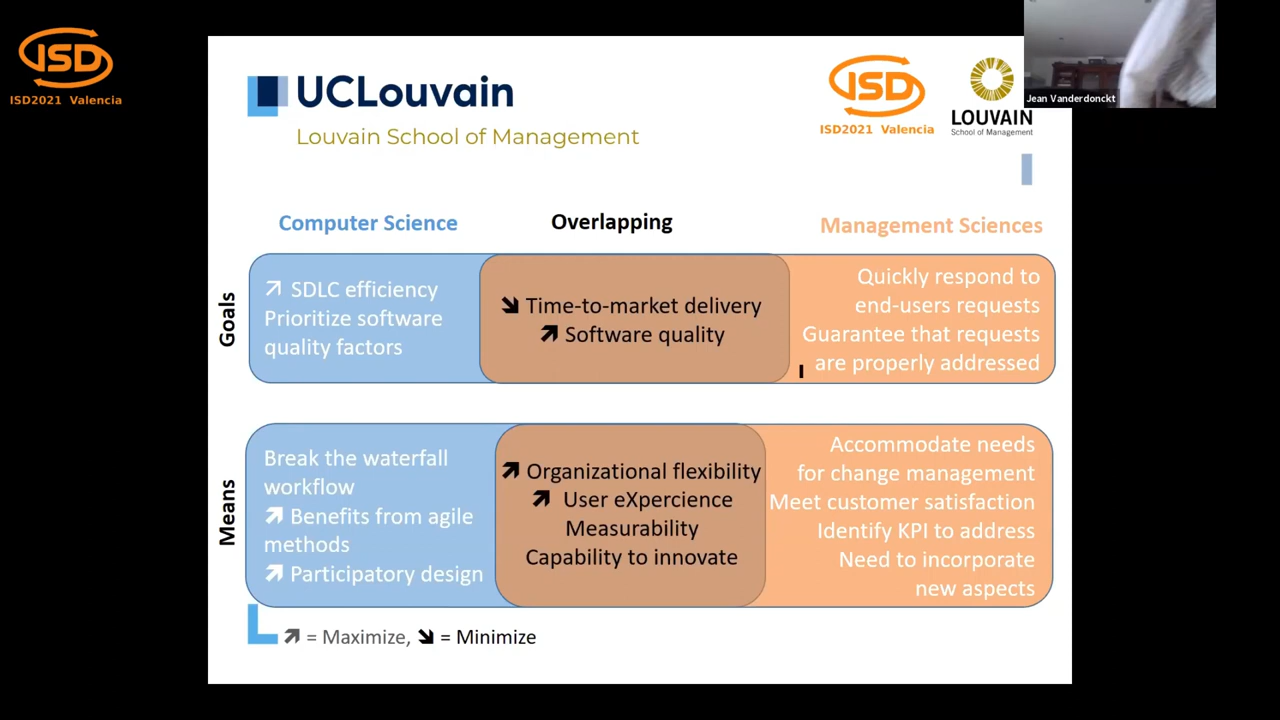 ISD
ISD2021 Valencia
UCLouvain
Louvain School of Management
ISD
ISD2021 Valencia
LOUVAIN
School of Management
Jean Vanderdonckt
Computer Science
Overlapping
Management Sciences
Goals
↗ SDLC efficiency
Prioritize software
quality factors
↘ Time-to-market delivery
↗ Software quality
Quickly respond to
end-users requests
Guarantee that requests
are properly addressed
Means
Break the waterfall
workflow
↗ Benefits from agile
methods
↗ Participatory design
↗ Organizational flexibility
↗ User eXpercience
Measurability
Capability to innovate
Accommodate needs
for change management
Meet customer satisfaction
Identify KPI to address
Need to incorporate
new aspects
↗ = Maximize, ↘ = Minimize